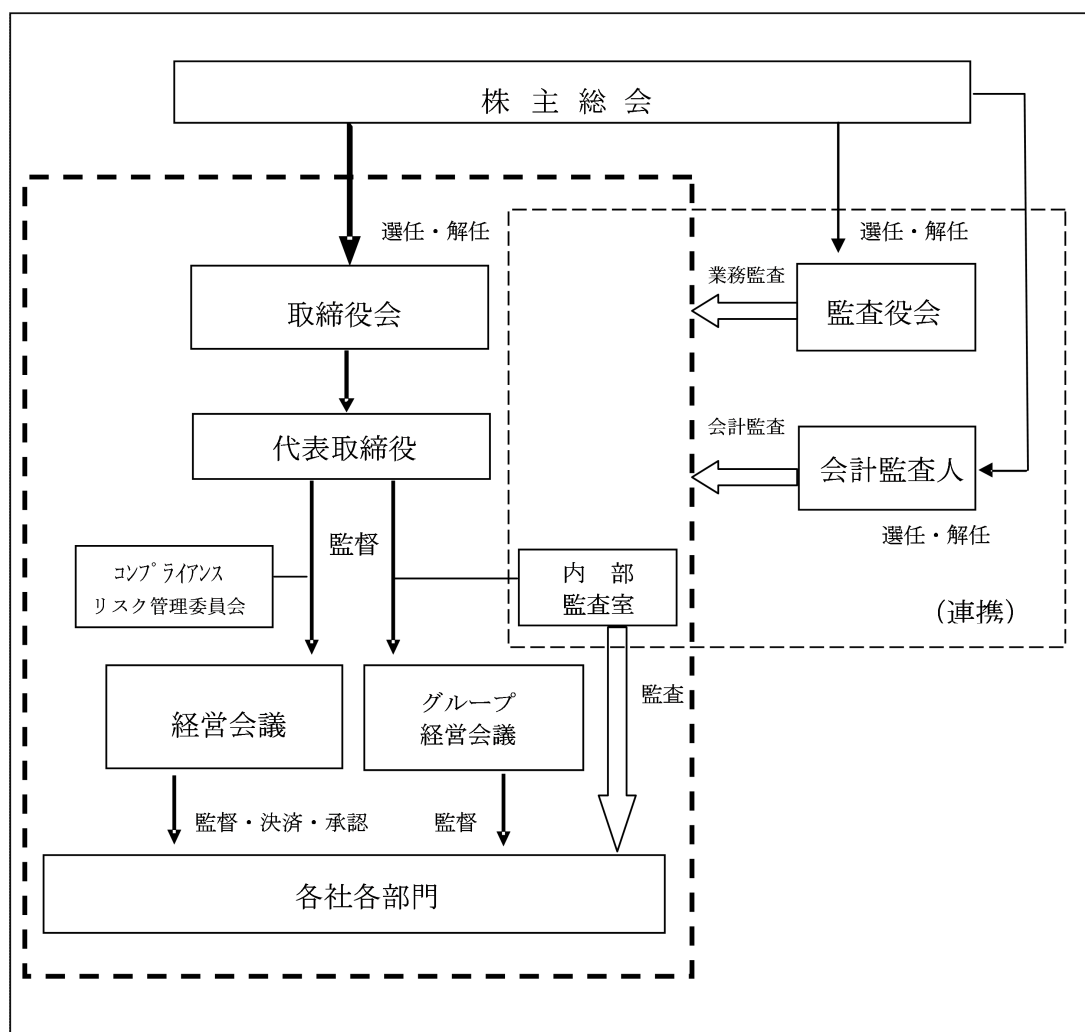 株 主 総 会
選任・解任
選任・解任
業務監査
取締役会
監査役会
会計監査
代表取締役
会計監査人
選任・解任
監督
ｺﾝﾌﾟﾗｲｱﾝｽ
リスク管理委員会
内 部
監査室
（連携）
監査
経営会議
グループ
経営会議
監督・決済・承認
監督
各社各部門